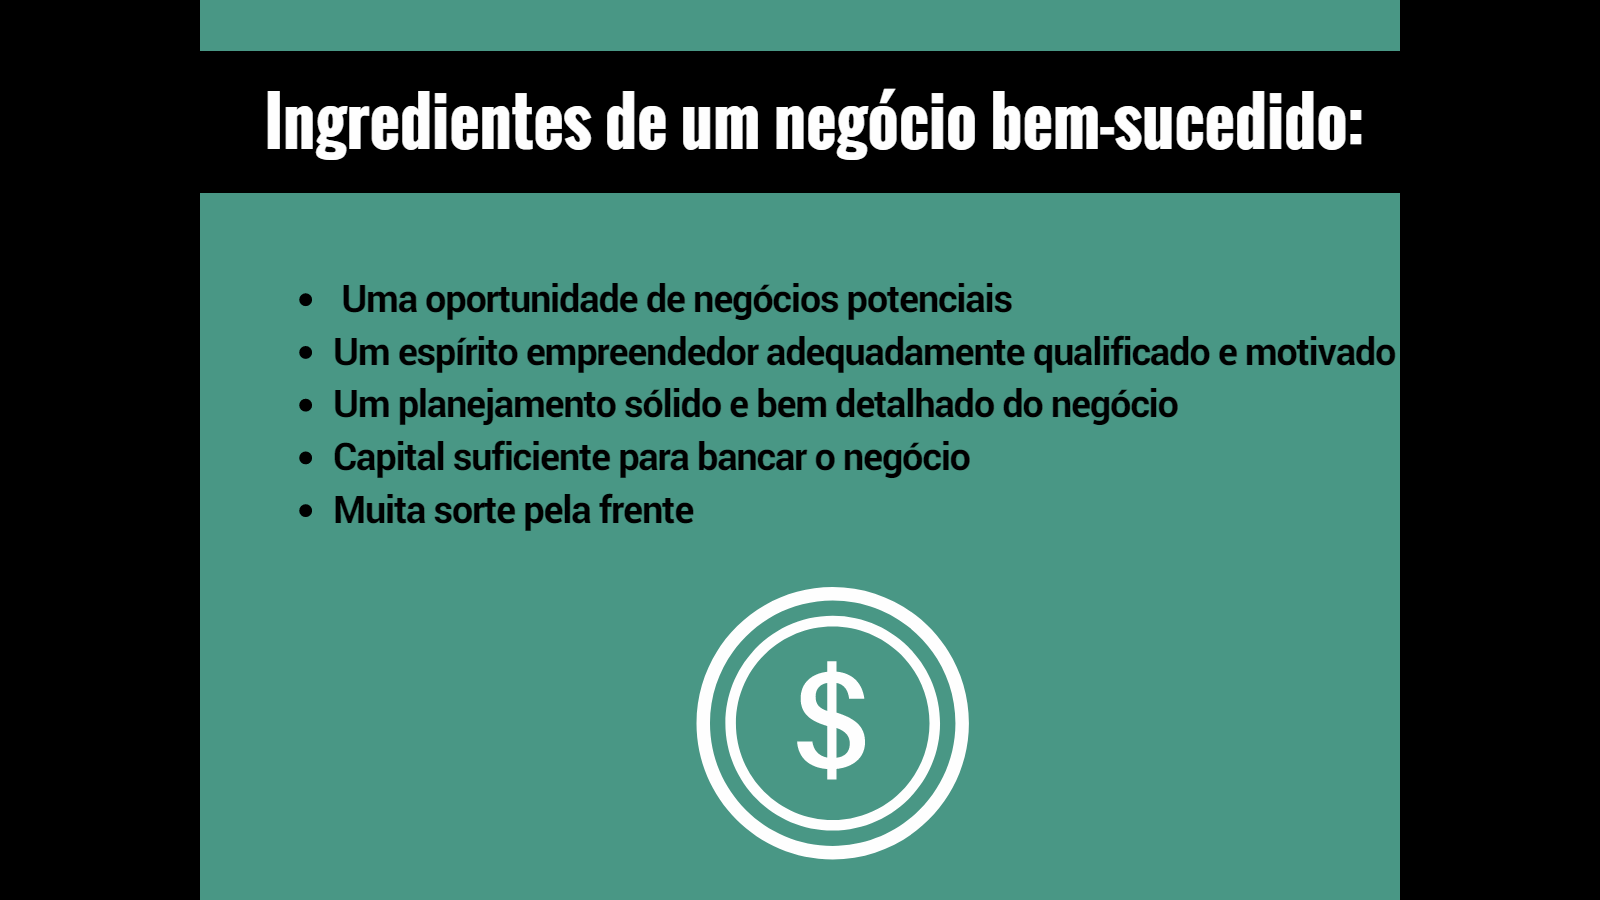 Ingredientes de um negócio bem-sucedido:
• Uma oportunidade de negócios potenciais
• Um espírito empreendedor adequadamente qualificado e motivado
• Um planejamento sólido e bem detalhado do negócio
• Capital suficiente para bancar o negócio
• Muita sorte pela frente
$